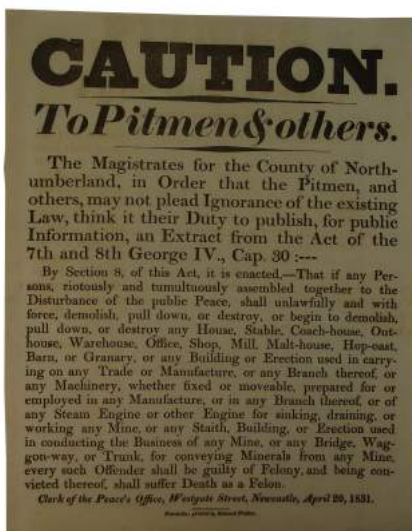 CAUTION.
To Pitmen & others.
The Magistrates for the County of North-
umberland, in Order that the Pitmen, and
others, may not plead Ignorance of the existing
Law, think it their Duty to publish, for public
Information, an Extract from the Act of the
7th and 8th George IV., Cap. 30 :---
By Section 8, of this Act, it is enacted,—That if any Per-
sons, riotously and tumultuously assembled together to the
Disturbance of the public Peace, shall unlawfully and with
force, demolish, pull down, or destroy, or begin to demolish,
pull down, or destroy any House, Stable, Coach-house, Out-
house, Warehouse, Office, Shop, Mill, Malt-house, Hop-oast,
Barn, or Granary, or any Building or Erection used in carry-
ing on any Trade or Manufacture, or any Branch thereof, or
any Machinery, whether fixed or moveable, prepared for or
employed in any Manufacture, or in any Branch thereof, or of
any Steam Engine or other Engine for sinking, draining, or
working any Mine, or any Staith, Building, or Erection used
in conducting the Business of any Mine, or any Bridge, Wag-
gon-way, or Trunk, for conveying Minerals from any Mine,
every such Offender shall be guilty of Felony, and being con-
victed thereof, shall suffer Death as a Felon.
Clerk of the Peace's Office, Westgate Street, Newcastle, April 20, 1831.